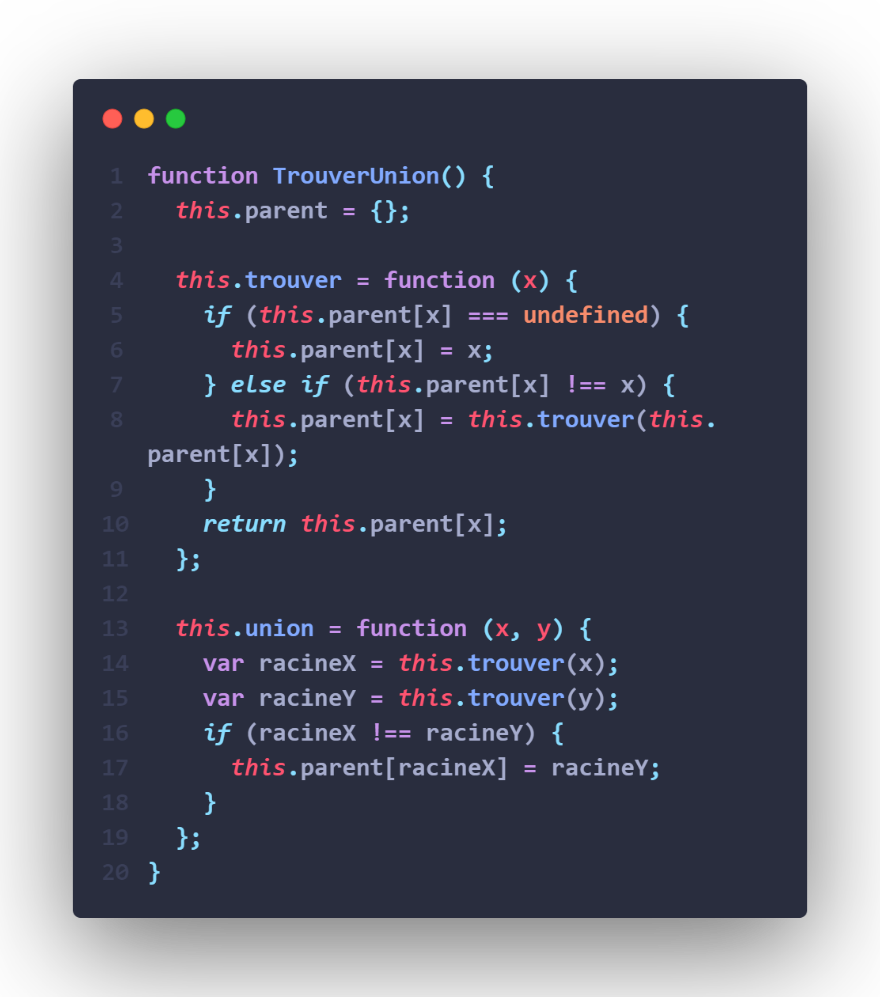 1 function TrouverUnion() {
2   this.parent = {};
3
4   this.trouver = function (x) {
5     if (this.parent[x] === undefined) {
6       this.parent[x] = x;
7     } else if (this.parent[x] !== x) {
8       this.parent[x] = this.trouver(this.
parent[x]);
9     }
10     return this.parent[x];
11   };
12
13   this.union = function (x, y) {
14     var racineX = this.trouver(x);
15     var racineY = this.trouver(y);
16     if (racineX !== racineY) {
17       this.parent[racineX] = racineY;
18     }
19   };
20 }